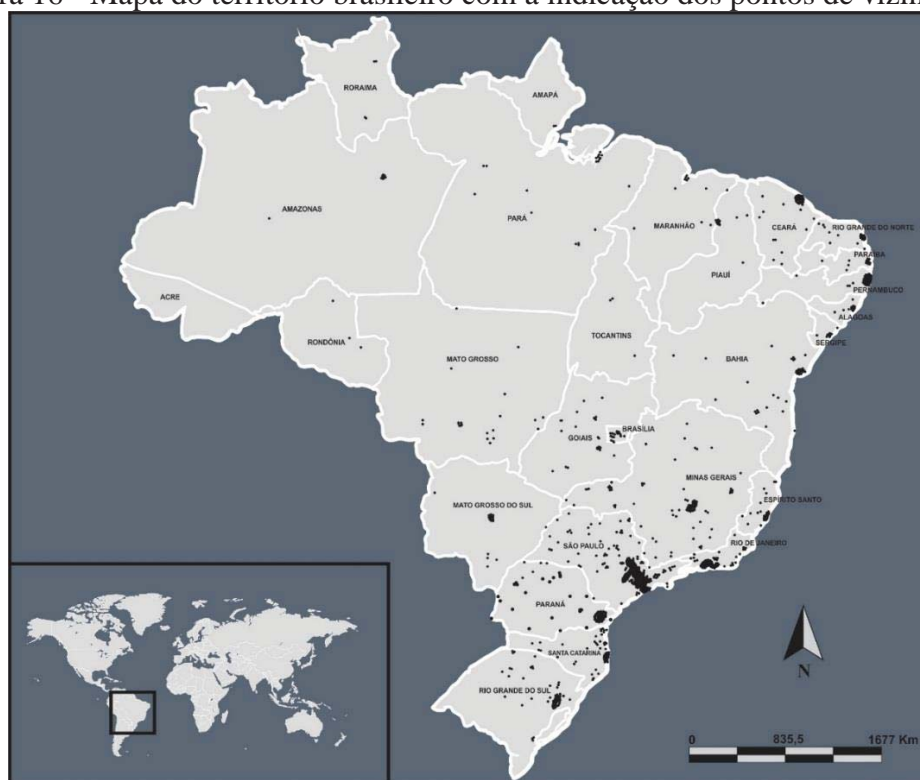 16 - Mapa do território brasileiro com a indicação dos pontos de
RORAIMA
AMAPÁ
AMAZONAS
PARÁ
MARANHÃO
CEARÁ
RIO GRANDE DO NORTE
PARAÍBA
PIAUÍ
PERNAMBUCO
ACRE
ALAGOAS
TOCANTINS
SERGIPE
RONDÔNIA
MATO GROSSO
BAHIA
BRASÍLIA
GOIAIS
MINAS GERAIS
MATO GROSSO DO SUL
ESPÍRITO SANTO
RIO DE JANEIRO
SÃO PAULO
PARANÁ
SANTA CATARINA
RIO GRANDE DO SUL
N
0 835,5 1677 Km